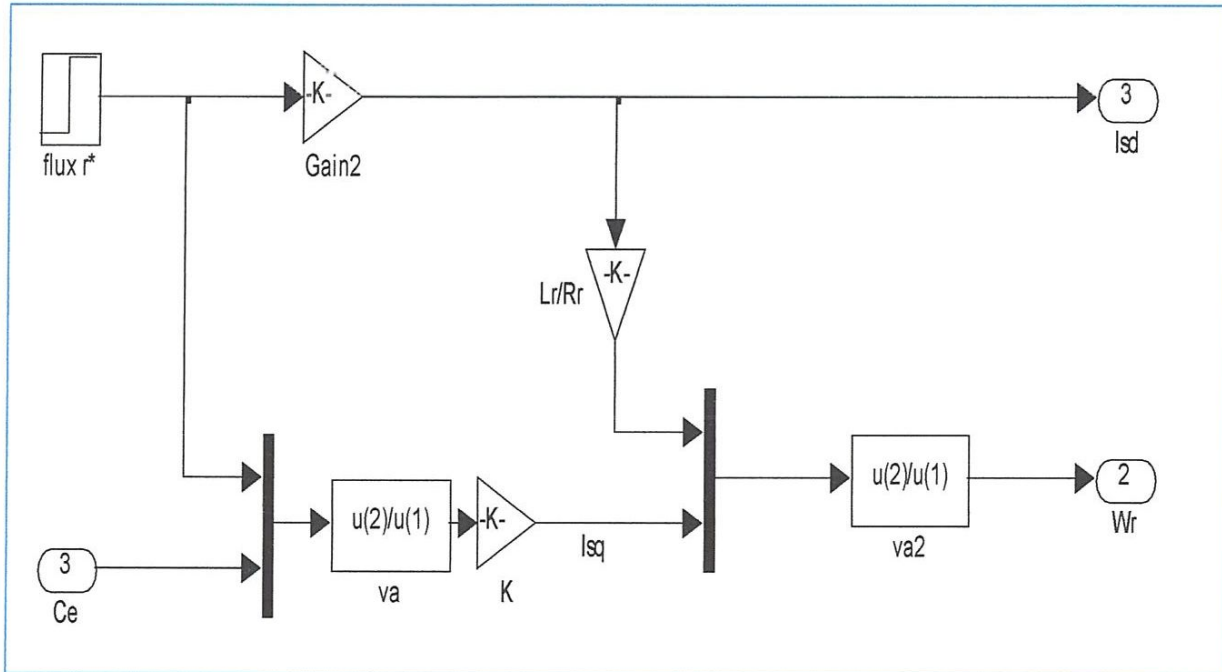 flux r*
-K-
Gain2
3
Isd
-K-
Lr/Rr
3
Ce
u(2)/u(1)
va
-K-
K
Isq
u(2)/u(1)
va2
2
Wr